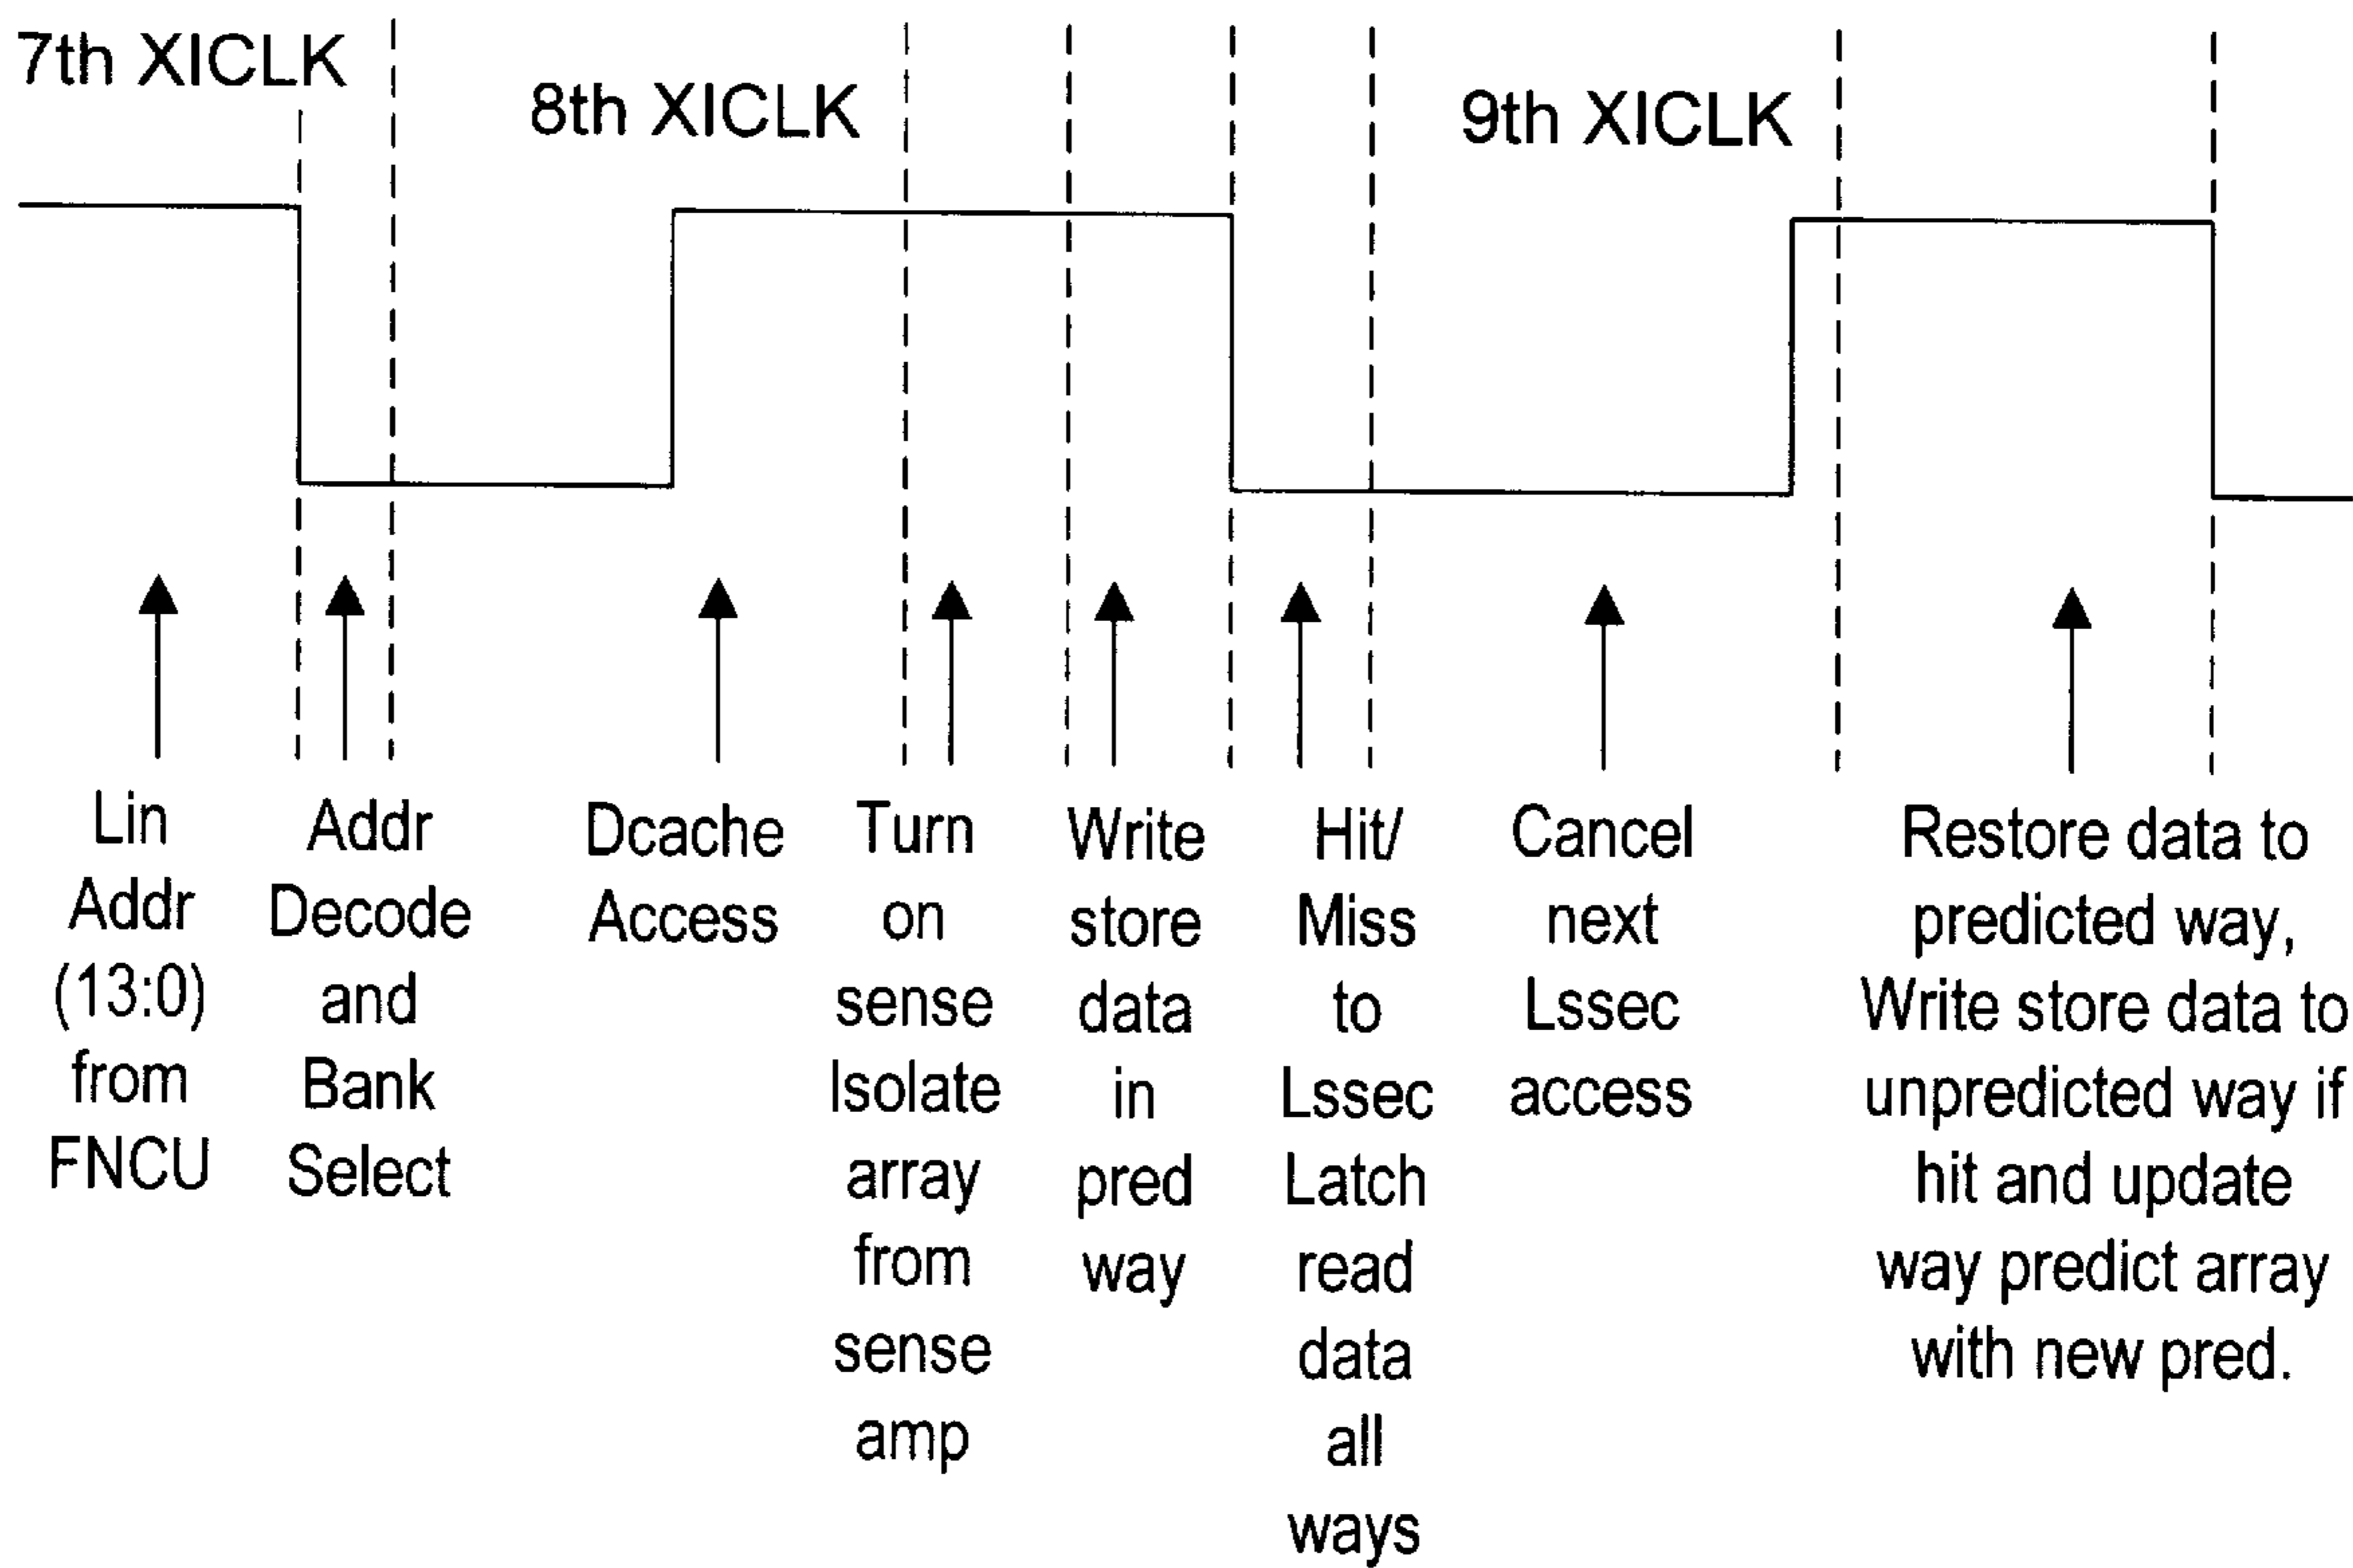 7th XICLK
8th XICLK
9th XICLK
Lin
Addr
(13:0)
from
FNCU
Addr
Decode
and
Bank
Select
Dcache
Access
Turn
on
sense
Isolate
array
from
sense
amp
Write
store
data
in
pred
way
Hit/
Miss
to
Lssec
Latch
read
data
all
ways
Cancel
next
Lssec
access
Restore data to
predicted way,
Write store data to
unpredicted way if
hit and update
way predict array
with new pred.